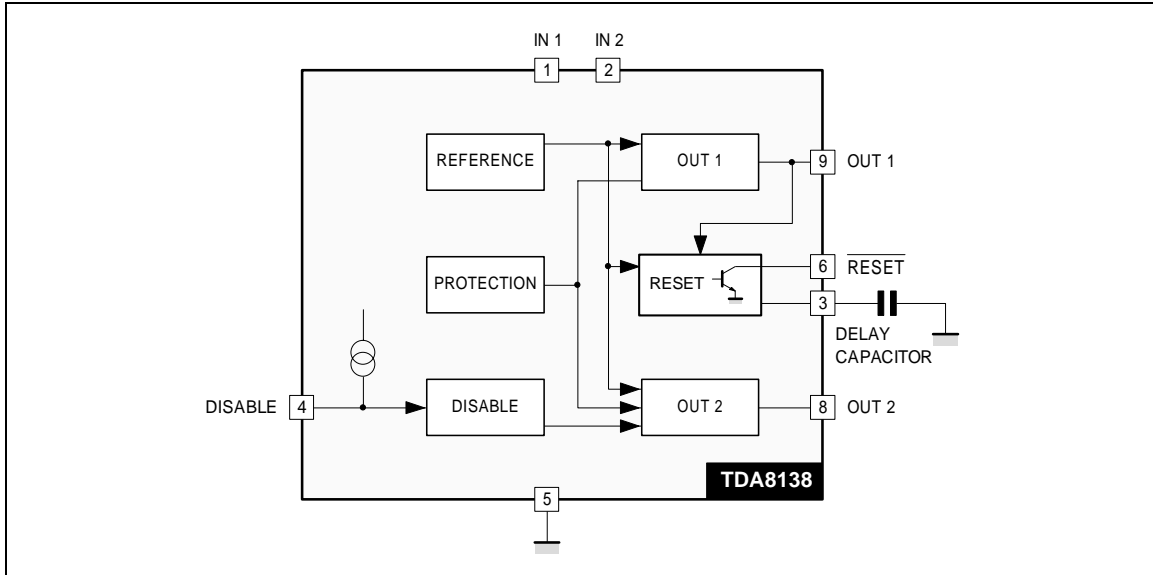 IN 1 IN 2
1 2
REFERENCE OUT 1 9 OUT 1
PROTECTION RESET 6 RESET
3
DELAY
CAPACITOR
DISABLE 4 DISABLE OUT 2 8 OUT 2
TDA8138
5